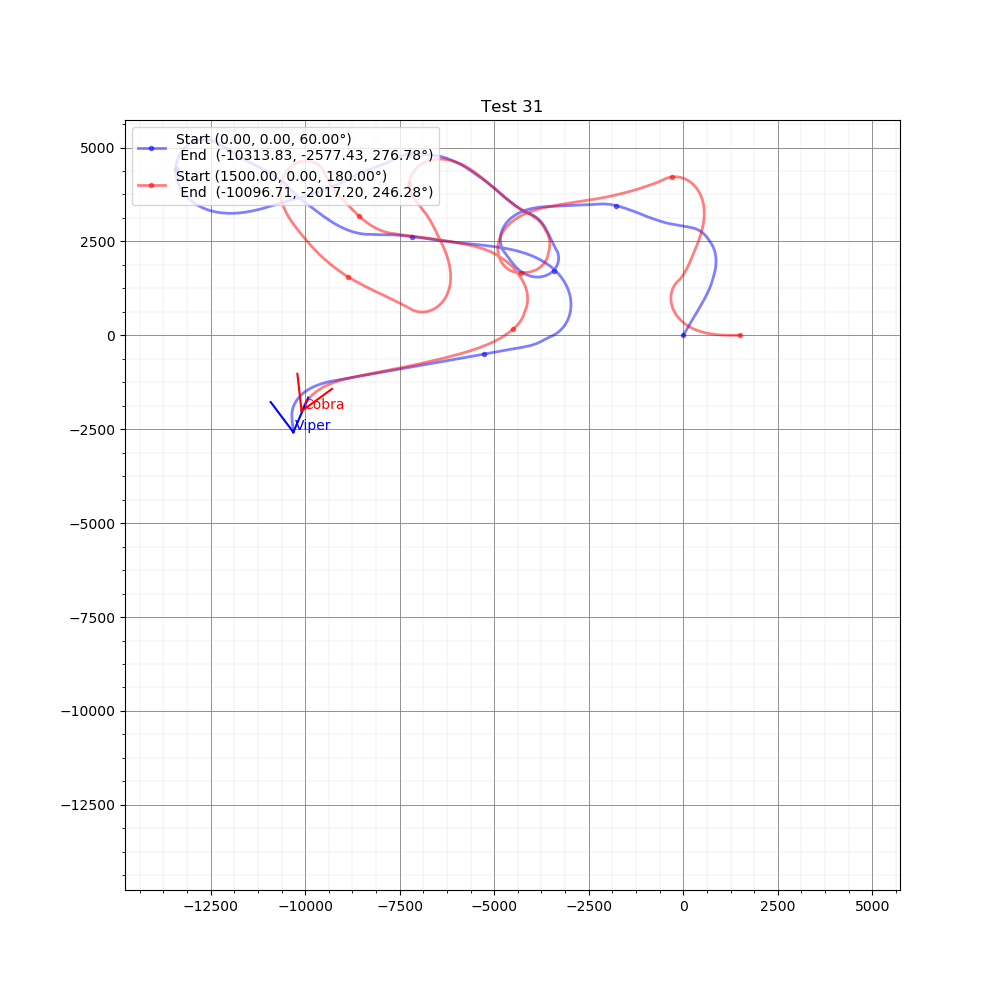 Test 31
Start (0.00, 0.00, 60.00°)
End (-10313.83, -2577.43, 276.78°)
Start (1500.00, 0.00, 180.00°)
End (-10096.71, -2017.20, 246.28°)
5000
2500
0
−2500
−5000
−7500
−10000
−12500
Cobra
Viper
−12500 −10000 −7500 −5000 −2500 0 2500 5000